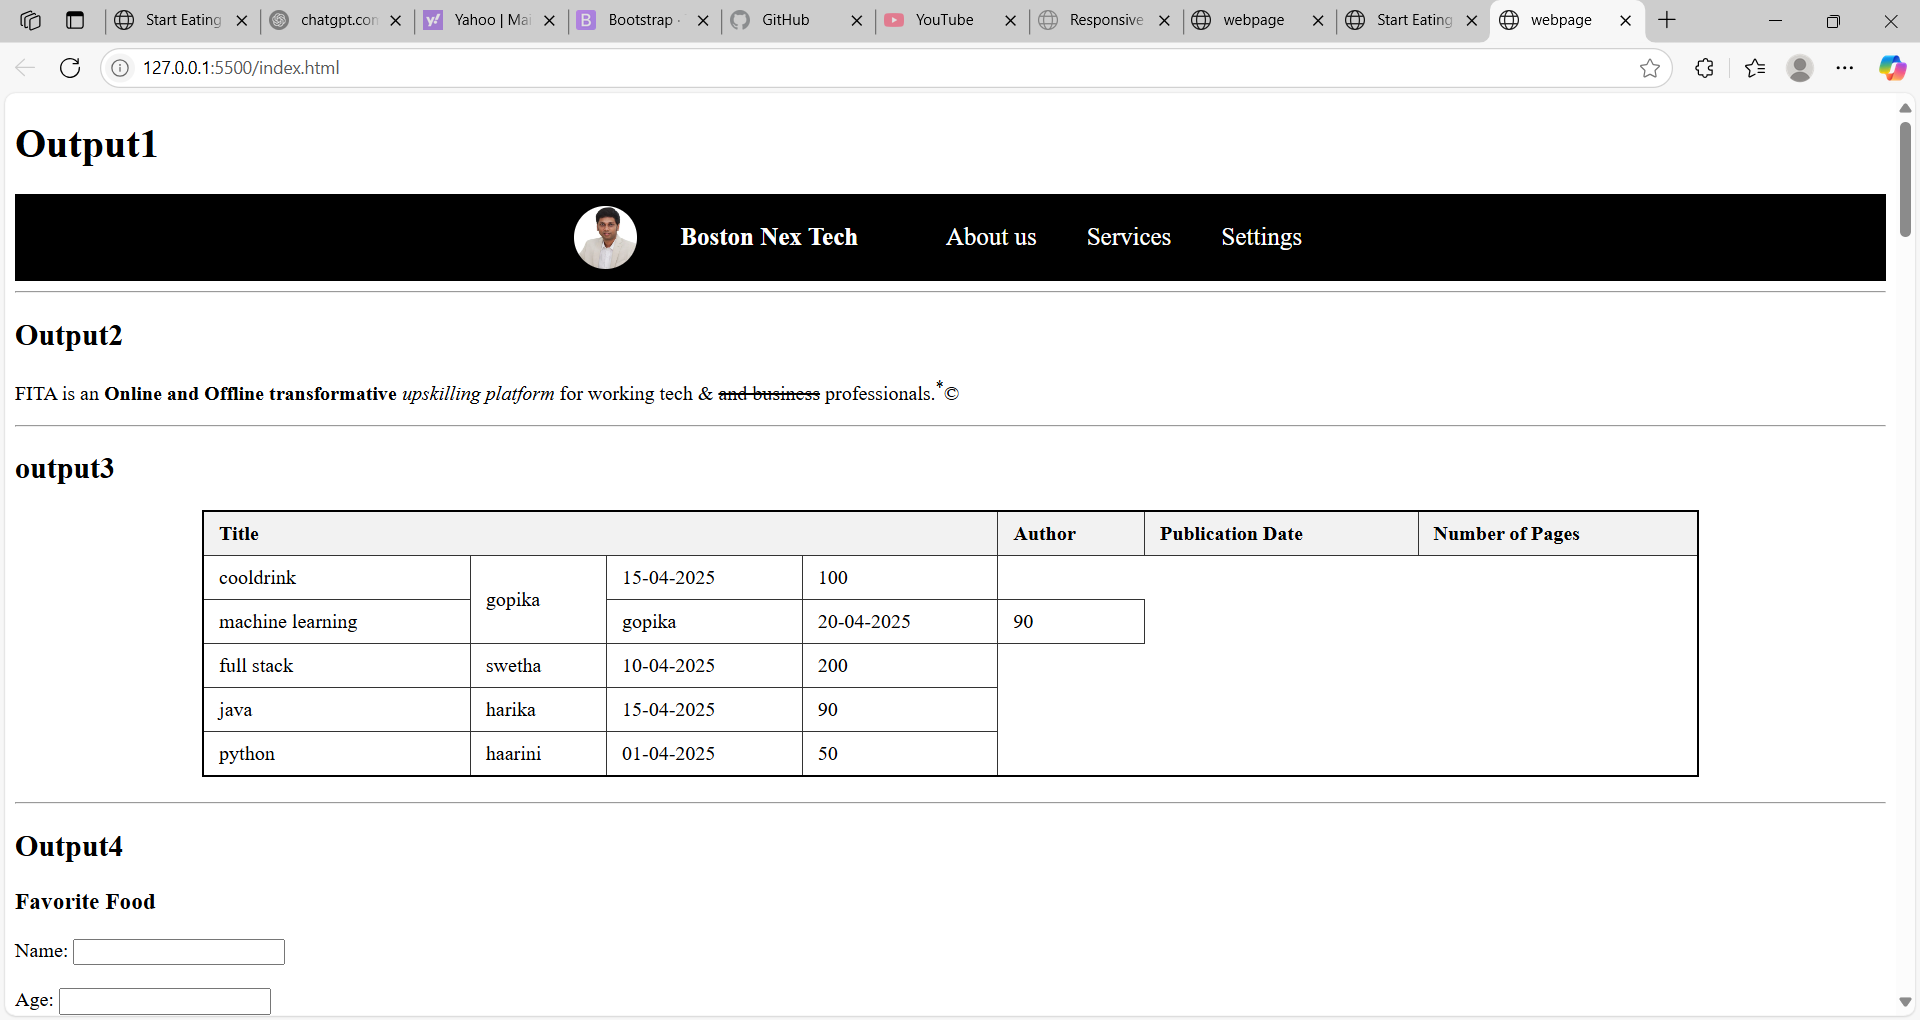 Start Eating chatgpt.con Yahoo | Mai Bootstrap · GitHub YouTube Responsive webpage Start Eating webpage
127.0.0.1:5500/index.html
Output1
Boston Nex Tech About us Services Settings
Output2
FITA is an Online and Offline transformative upskilling platform for working tech & and business professionals.*©
output3
Title Author Publication Date Number of Pages
cooldrink gopika 15-04-2025 100
machine learning gopika 20-04-2025 90
full stack swetha 10-04-2025 200
java harika 15-04-2025 90
python haarini 01-04-2025 50
Output4
Favorite Food
Name:
Age: